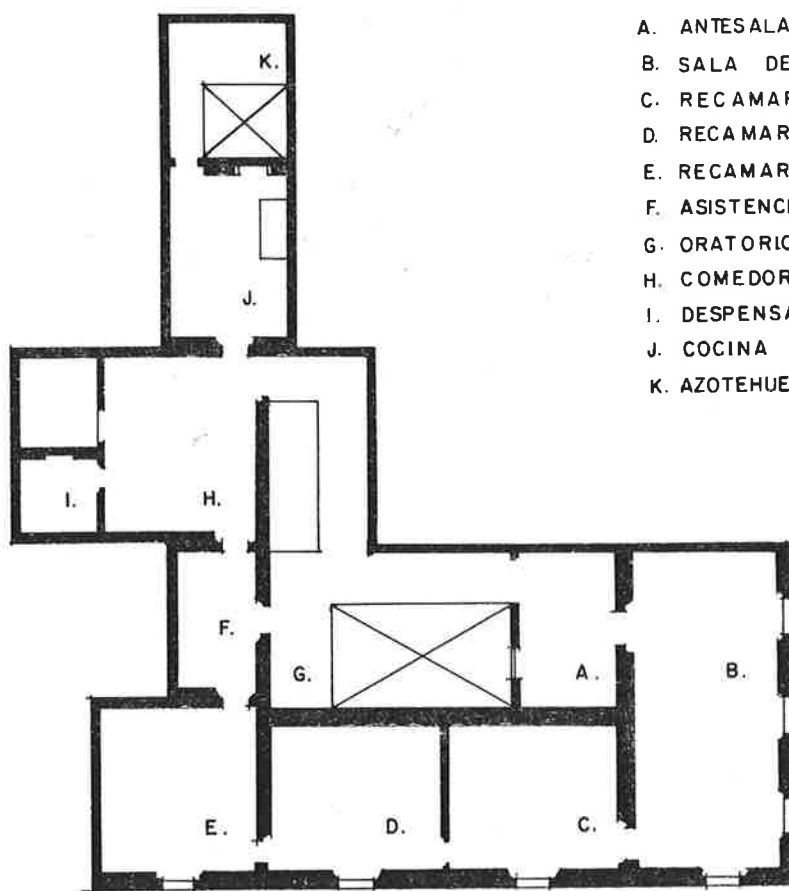 A. ANTESALA
B. SALA DE
C. RECAMAR
D. RECAMAR
E. RECAMAR
F. ASISTENCI
G. ORATORIO
H. COMEDOR
I. DESPENSA
J. COCINA
K. AZOTEHUE
K.
J.
I.
H.
F.
G.
A.
B.
E.
D.
C.